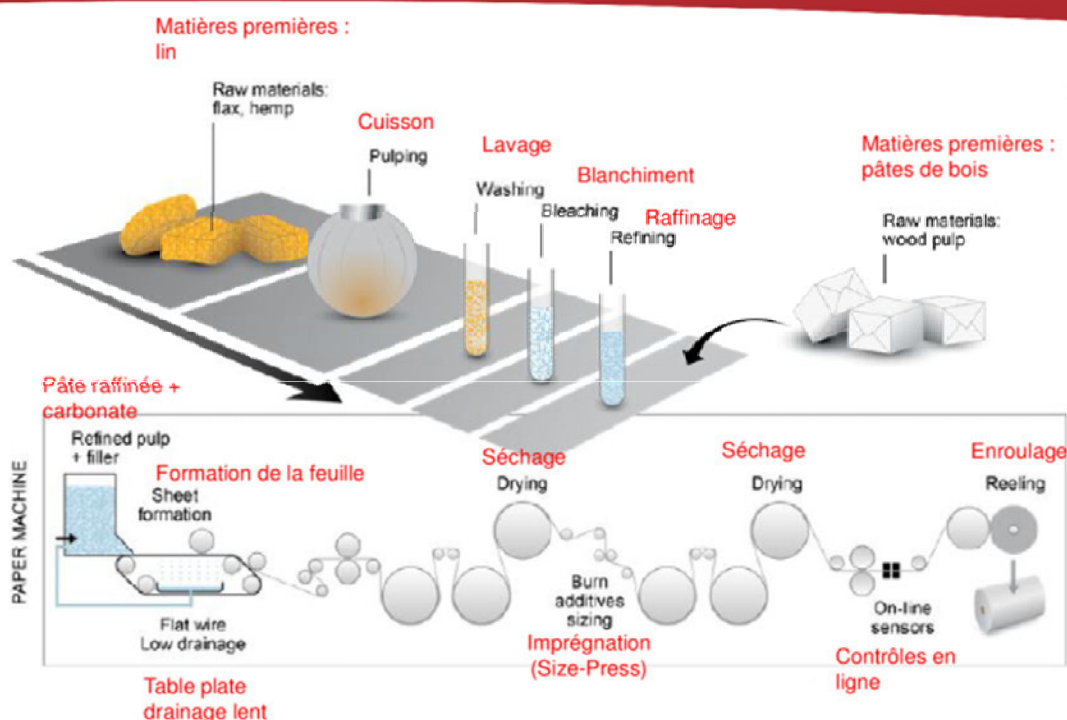 Matières premières :
lin
Raw materials:
flax, hemp
Cuisson
Pulping
Lavage
Washing
Blanchiment
Bleaching
Raffinage
Refining
Matières premières :
pâtes de bois
Raw materials:
wood pulp
Pâte raffinée +
carbonate
Refined pulp
+ filler
PAPER MACHINE
Formation de la feuille
Sheet
formation
Flat wire
Low drainage
Table plate
drainage lent
Séchage
Drying
Burn
additives
sizing
Imprégnation
(Size-Press)
Séchage
Drying
On-line
sensors
Contrôles en
ligne
Enroulage
Reeling